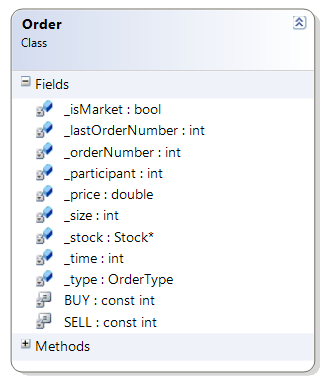 Order
Class
Fields
_isMarket : bool
_lastOrderNumber : int
_orderNumber : int
_participant : int
_price : double
_size : int
_stock : Stock*
_time : int
_type : OrderType
BUY : const int
SELL : const int
Methods